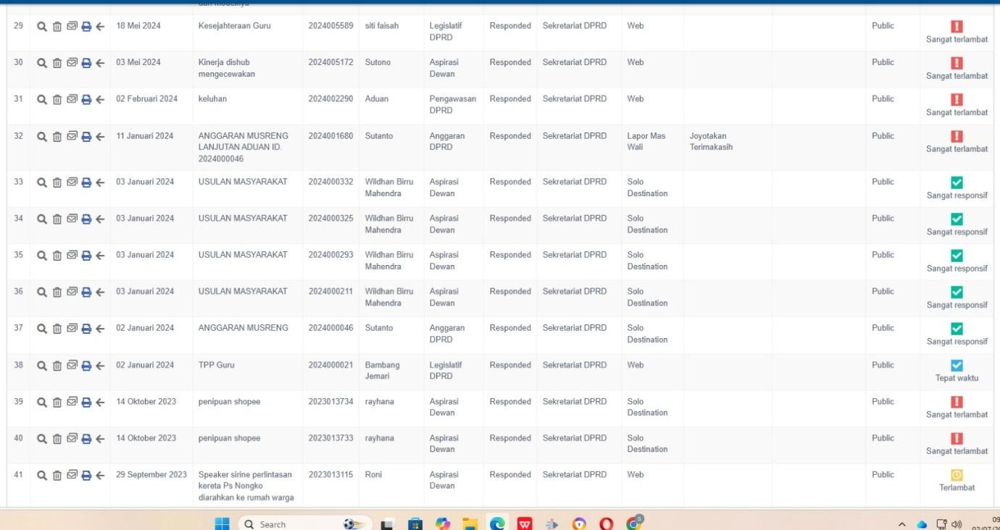 29 18 Mei 2024 Kesejahteraan Guru 2024005589 siti faisah Legislatif Responded Sekretariat DPRD Web Public
DPRD Sangat terlambat
30 03 Mei 2024 Kinerja dishub 2024005172 Sutono Aspirasi Responded Sekretariat DPRD Web Public
mengecewakan Dewan Sangat terlambat
31 02 Februari 2024 keluhan 2024002290 Aduan Pengawasan Responded Sekretariat DPRD Web Public
DPRD Sangat terlambat
32 11 Januari 2024 ANGGARAN MUSRENG 2024001680 Sutanto Anggaran Responded Sekretariat DPRD Lapor Mas Joyotakan Public
LANJUTAN ADUAN ID. DPRD Wali Terimakasih Sangat terlambat
2024000046
33 03 Januari 2024 USULAN MASYARAKAT 2024000332 Wildhan Birru Aspirasi Responded Sekretariat DPRD Solo Public
Mahendra Dewan Destination Sangat responsif
34 03 Januari 2024 USULAN MASYARAKAT 2024000325 Wildhan Birru Aspirasi Responded Sekretariat DPRD Solo Public
Mahendra Dewan Destination Sangat responsif
35 03 Januari 2024 USULAN MASYARAKAT 2024000293 Wildhan Birru Aspirasi Responded Sekretariat DPRD Solo Public
Mahendra Dewan Destination Sangat responsif
36 03 Januari 2024 USULAN MASYARAKAT 2024000211 Wildhan Birru Aspirasi Responded Sekretariat DPRD Solo Public
Mahendra Dewan Destination Sangat responsif
37 02 Januari 2024 ANGGARAN MUSRENG 2024000046 Sutanto Anggaran Responded Sekretariat DPRD Solo Public
DPRD Destination Sangat responsif
38 02 Januari 2024 TPP Guru 2024000021 Bambang Legislatif Responded Sekretariat DPRD Web Public
Jemari DPRD Tepat waktu
39 14 Oktober 2023 penipuan shopee 2023013734 rayhana Aspirasi Responded Sekretariat DPRD Solo Public
Dewan Destination Sangat terlambat
40 14 Oktober 2023 penipuan shopee 2023013733 rayhana Aspirasi Responded Sekretariat DPRD Solo Public
Dewan Destination Sangat terlambat
41 29 September 2023 Speaker sirine perlintasan 2023013115 Roni Aspirasi Responded Sekretariat DPRD Web Public
kereta Ps Nongko Dewan Terlambat
diarahkan ke rumah warga
Search